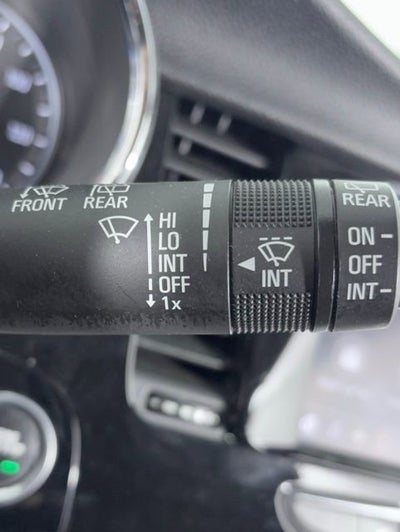 FRONT REAR
HI
LO
INT
OFF
1x
INT
REAR
ON
OFF
INT